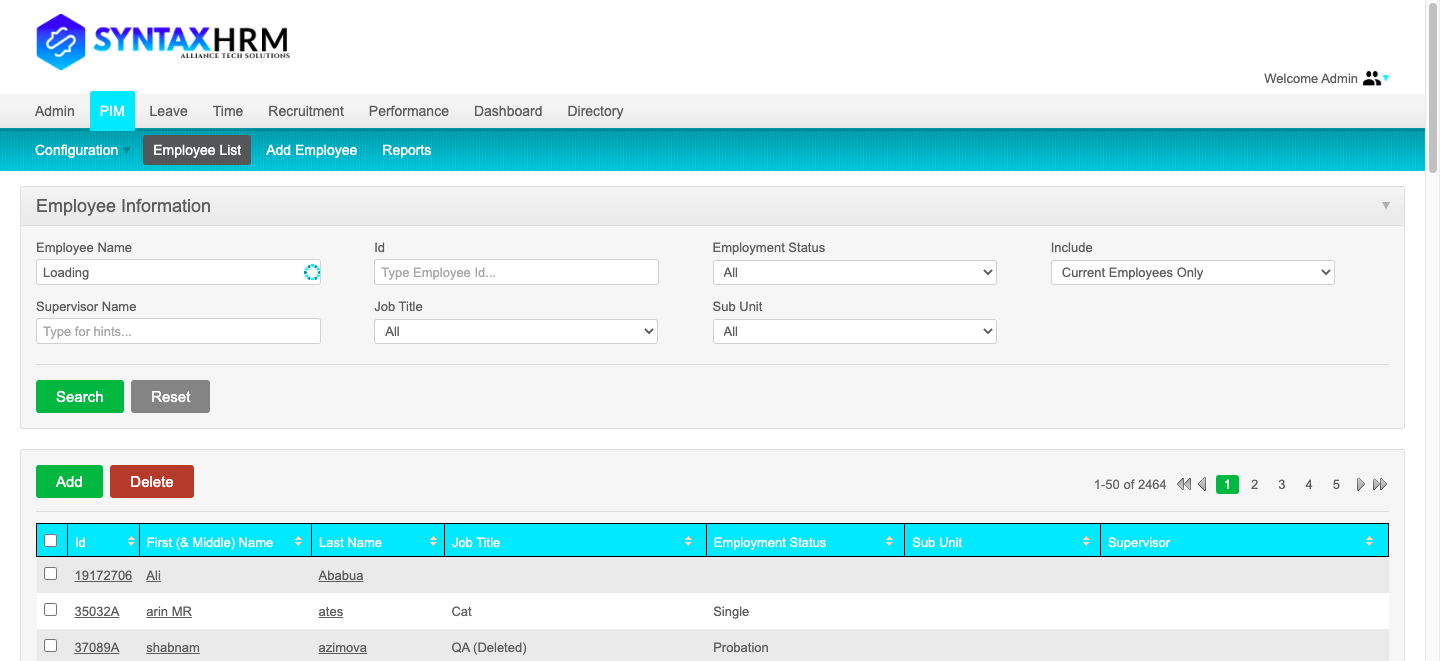 SYNTAXHRM
ALLIANCE TECH SOLUTIONS
Welcome Admin
Admin PIM Leave Time Recruitment Performance Dashboard Directory
Configuration Employee List Add Employee Reports
Employee Information
Employee Name Id Employment Status Include
Loading Type Employee Id... All Current Employees Only
Supervisor Name Job Title Sub Unit
Type for hints... All All
Search Reset
Add Delete 1-50 of 2464 1 2 3 4 5
Id First (& Middle) Name Last Name Job Title Employment Status Sub Unit Supervisor
19172706 Ali Ababua
35032A arin MR ates Cat Single
37089A shabnam azimova QA (Deleted) Probation